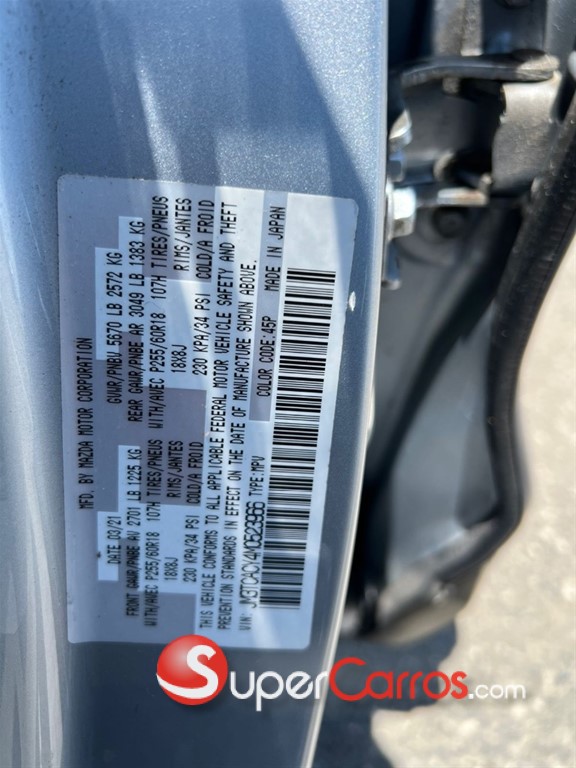 MFD. BY MAZDA MOTOR CORPORATION
DATE 03/21 GVWR/PNBV 5670 LB 2572 KG
FRONT GAWR/PNBE AV 2701 LB 1225 KG REAR GAWR/PNBE AR 3049 LB 1383 KG
WITH/AVEC P255/60R18 107H TIRES/PNEUS WITH/AVEC P255/60R18 107H TIRES/PNEUS
18X8J RIMS/JANTES 18X8J RIMS/JANTES
230 KPA/34 PSI COLD/A FROID 230 KPA/34 PSI COLD/A FROID
THIS VEHICLE CONFORMS TO ALL APPLICABLE FEDERAL MOTOR VEHICLE SAFETY AND THEFT
PREVENTION STANDARDS IN EFFECT ON THE DATE OF MANUFACTURE SHOWN ABOVE.
VIN: JM3TCACY4M0523966 TYPE:MPV COLOR CODE:45P MADE IN JAPAN
SUPERCARROS.COM